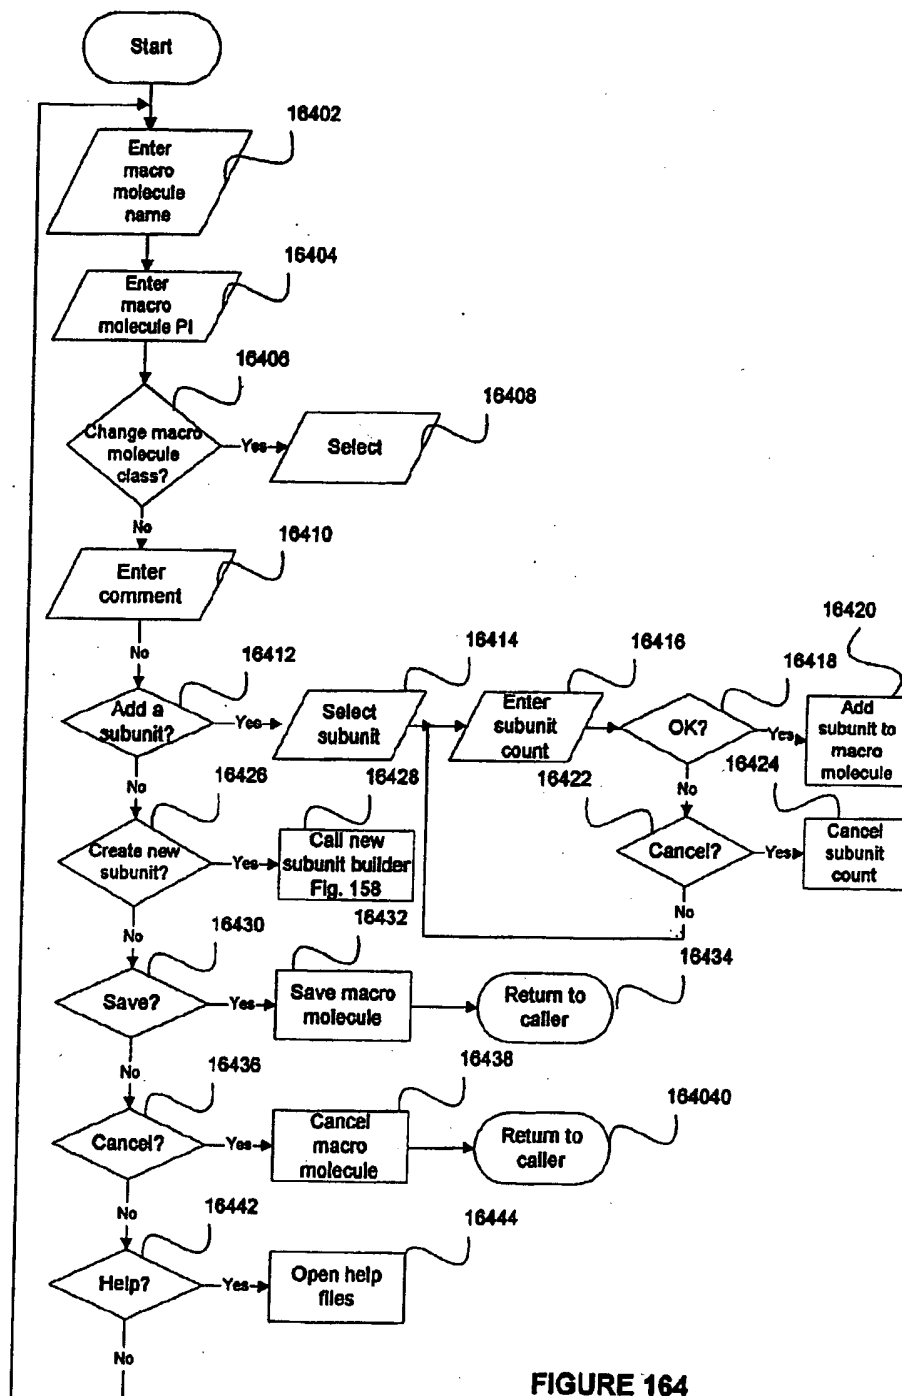 Start
16402
Enter
macro
molecule
name
16404
Enter
macro
molecule PI
16406
Change macro
molecule
class?
Yes
16408
Select
No
16410
Enter
comment
No
16412
Add a
subunit?
Yes
16414
Select
subunit
16416
Enter
subunit
count
16418
OK?
Yes
16420
Add
subunit to
macro
molecule
No
16422
Cancel?
Yes
16424
Cancel
subunit
count
No
No
16426
Create new
subunit?
Yes
16428
Call new
subunit builder
Fig. 158
No
16430
Save?
Yes
16432
Save macro
molecule
16434
Return to
caller
No
16436
Cancel?
Yes
16438
Cancel
macro
molecule
164040
Return to
caller
No
16442
Help?
Yes
16444
Open help
files
No
FIGURE 164